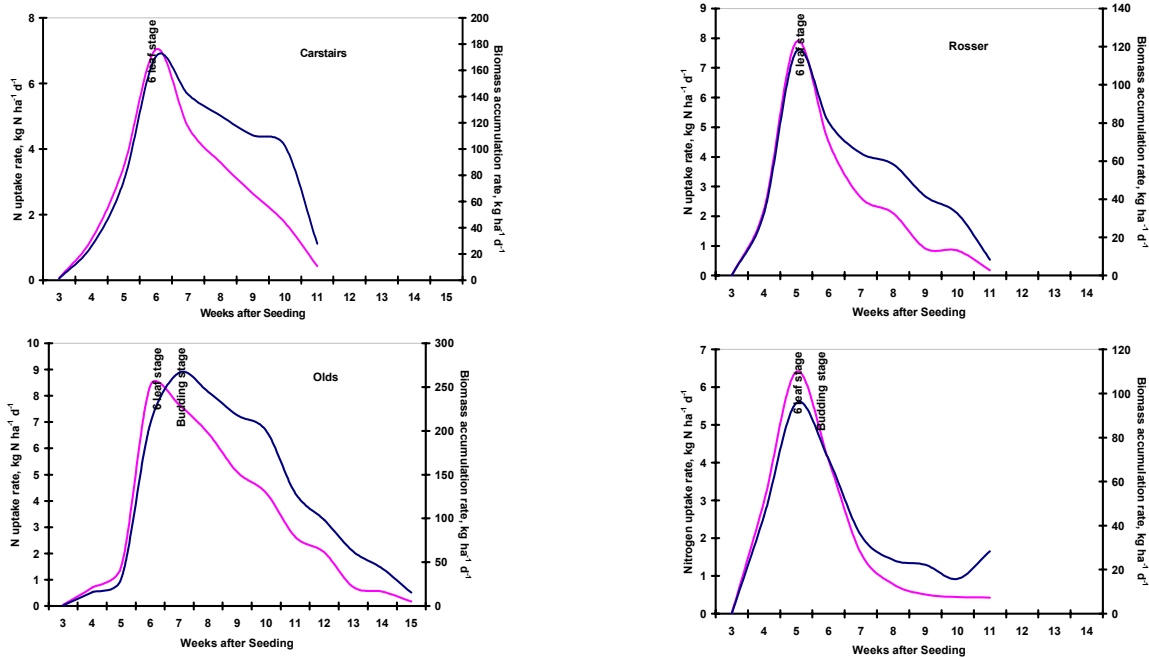 Carstairs
6 leaf stage
N uptake rate, kg N ha-1 d-1
8
6
4
2
0
Biomass accumulation rate, kg ha-1 d-1
200
180
160
140
120
100
80
60
40
20
0
3 4 5 6 7 8 9 10 11 12 13 14 15
Weeks after Seeding
Rosser
6 leaf stage
N uptake rate, kg N ha-1 d-1
9
8
7
6
5
4
3
2
1
0
Biomass accumulation rate, kg ha-1 d-1
140
120
100
80
60
40
20
0
3 4 5 6 7 8 9 10 11 12 13 14
Weeks after Seeding
Olds
6 leaf stage
Budding stage
N uptake rate, kg N ha-1 d-1
10
9
8
7
6
5
4
3
2
1
0
Biomass accumulation rate, kg ha-1 d-1
300
250
200
150
100
50
0
3 4 5 6 7 8 9 10 11 12 13 14 15
Weeks after Seeding
6 leaf stage
Budding stage
Nitrogen uptake rate, kg N ha-1 d-1
7
6
5
4
3
2
1
0
Biomass accumulation rate, kg ha-1 d-1
120
100
80
60
40
20
0
3 4 5 6 7 8 9 10 11 12 13 14
Weeks after Seeding